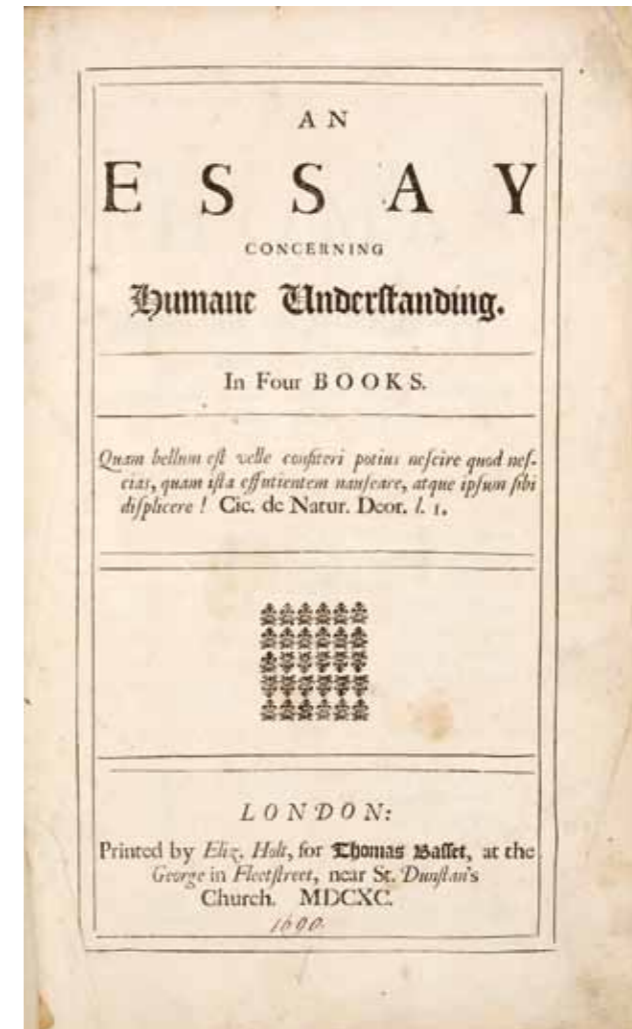 AN
ESSAY
CONCERNING
Humane Understanding.
In Four BOOKS.
Quam bellum eſt velle confiteri potius neſcire quod neſ-
cias, quam iſta effutientem nauſeare, atque ipſum ſibi
diſplicere ! Cic. de Natur. Deor. l. 1.
LONDON:
Printed by Eliz. Holt, for Thomas Baſſet, at the
George in Fleetſtreet, near St. Dunſtan's
Church. MDCXC.
1690.